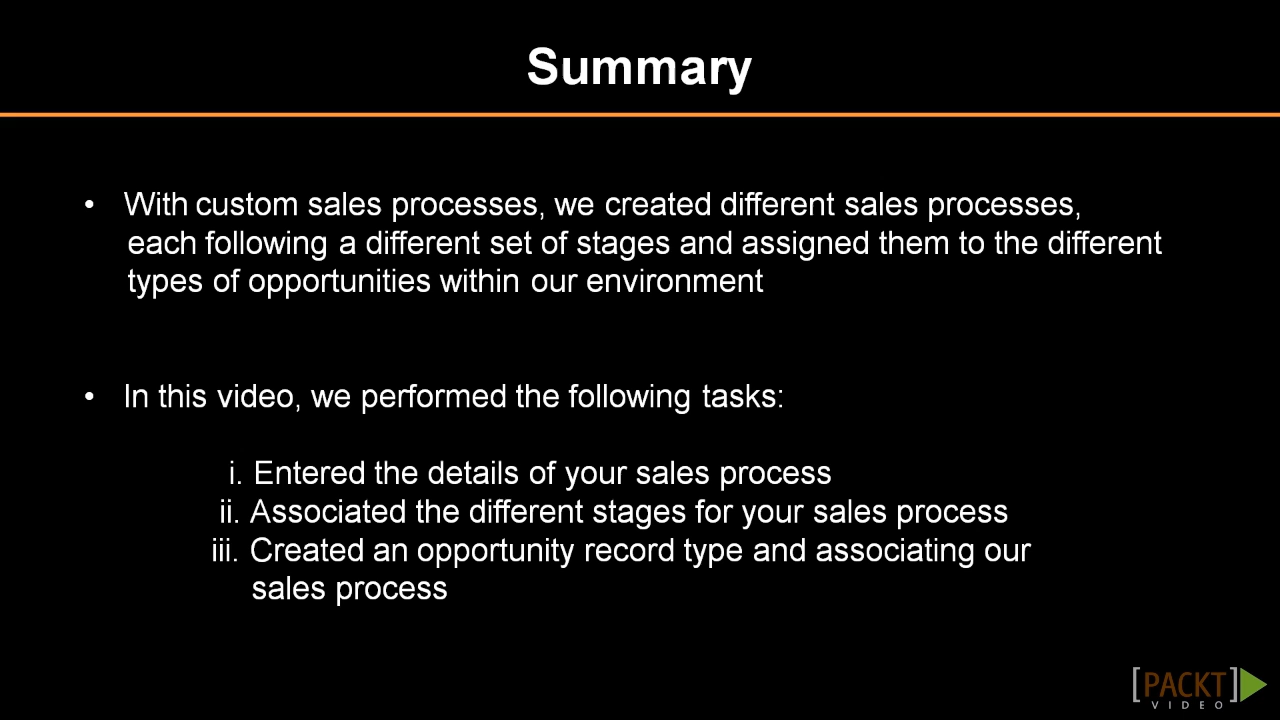 Summary
• With custom sales processes, we created different sales processes,
each following a different set of stages and assigned them to the different
types of opportunities within our environment
• In this video, we performed the following tasks:
i. Entered the details of your sales process
ii. Associated the different stages for your sales process
iii. Created an opportunity record type and associating our
sales process
[PACKT]
VIDEO